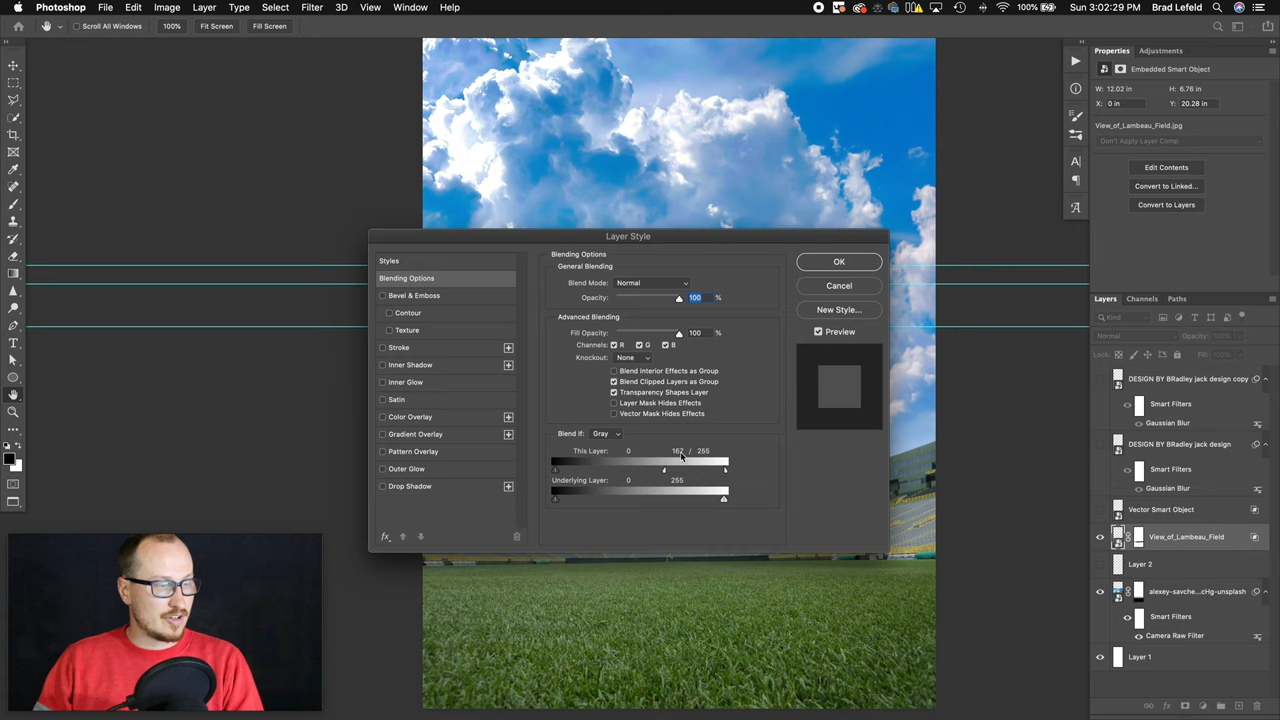 Photoshop File Edit Image Layer Type Select Filter 3D View Window Help 100% Sun 3:02:29 PM Brad Lefeld
Scroll All Windows 100% Fit Screen Fill Screen
Properties Adjustments
Embedded Smart Object
W: 12.02 in H: 6.76 in
X: 0 in Y: 20.28 in
View_of_Lambeau_Field.jpg
Don't Apply Layer Comp
Edit Contents
Convert to Linked...
Convert to Layers
Layer Style
Styles
Blending Options
Bevel & Emboss
Contour
Texture
Stroke
Inner Shadow
Inner Glow
Satin
Color Overlay
Gradient Overlay
Pattern Overlay
Outer Glow
Drop Shadow
fx
Blending Options
General Blending
Blend Mode: Normal
Opacity: 100 %
Advanced Blending
Fill Opacity: 100 %
Channels: R G B
Knockout: None
Blend Interior Effects as Group
Blend Clipped Layers as Group
Transparency Shapes Layer
Layer Mask Hides Effects
Vector Mask Hides Effects
Blend If: Gray
This Layer: 0 / 255
Underlying Layer: 0 255
OK
Cancel
New Style...
Preview
Layers Channels Paths
Kind
Normal Opacity: 100%
Lock: Fill: 100%
DESIGN BY BRadley jack design copy
Smart Filters
Gaussian Blur
DESIGN BY BRadley jack design
Smart Filters
Gaussian Blur
Vector Smart Object
View_of_Lambeau_Field
Layer 2
alexey-savche...cHg-unsplash
Smart Filters
Camera Raw Filter
Layer 1
fx